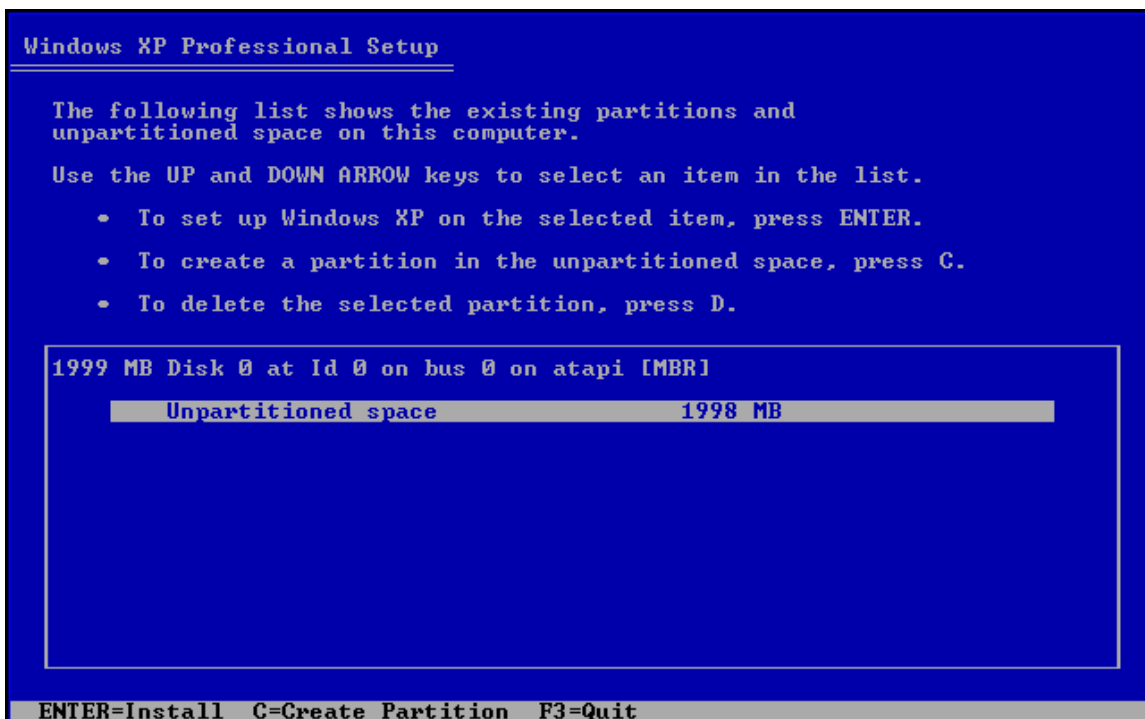 Windows XP Professional Setup
The following list shows the existing partitions and
unpartitioned space on this computer.
Use the UP and DOWN ARROW keys to select an item in the list.
• To set up Windows XP on the selected item, press ENTER.
• To create a partition in the unpartitioned space, press C.
• To delete the selected partition, press D.
1999 MB Disk 0 at Id 0 on bus 0 on atapi [MBR]
Unpartitioned space 1998 MB
ENTER=Install C=Create Partition F3=Quit